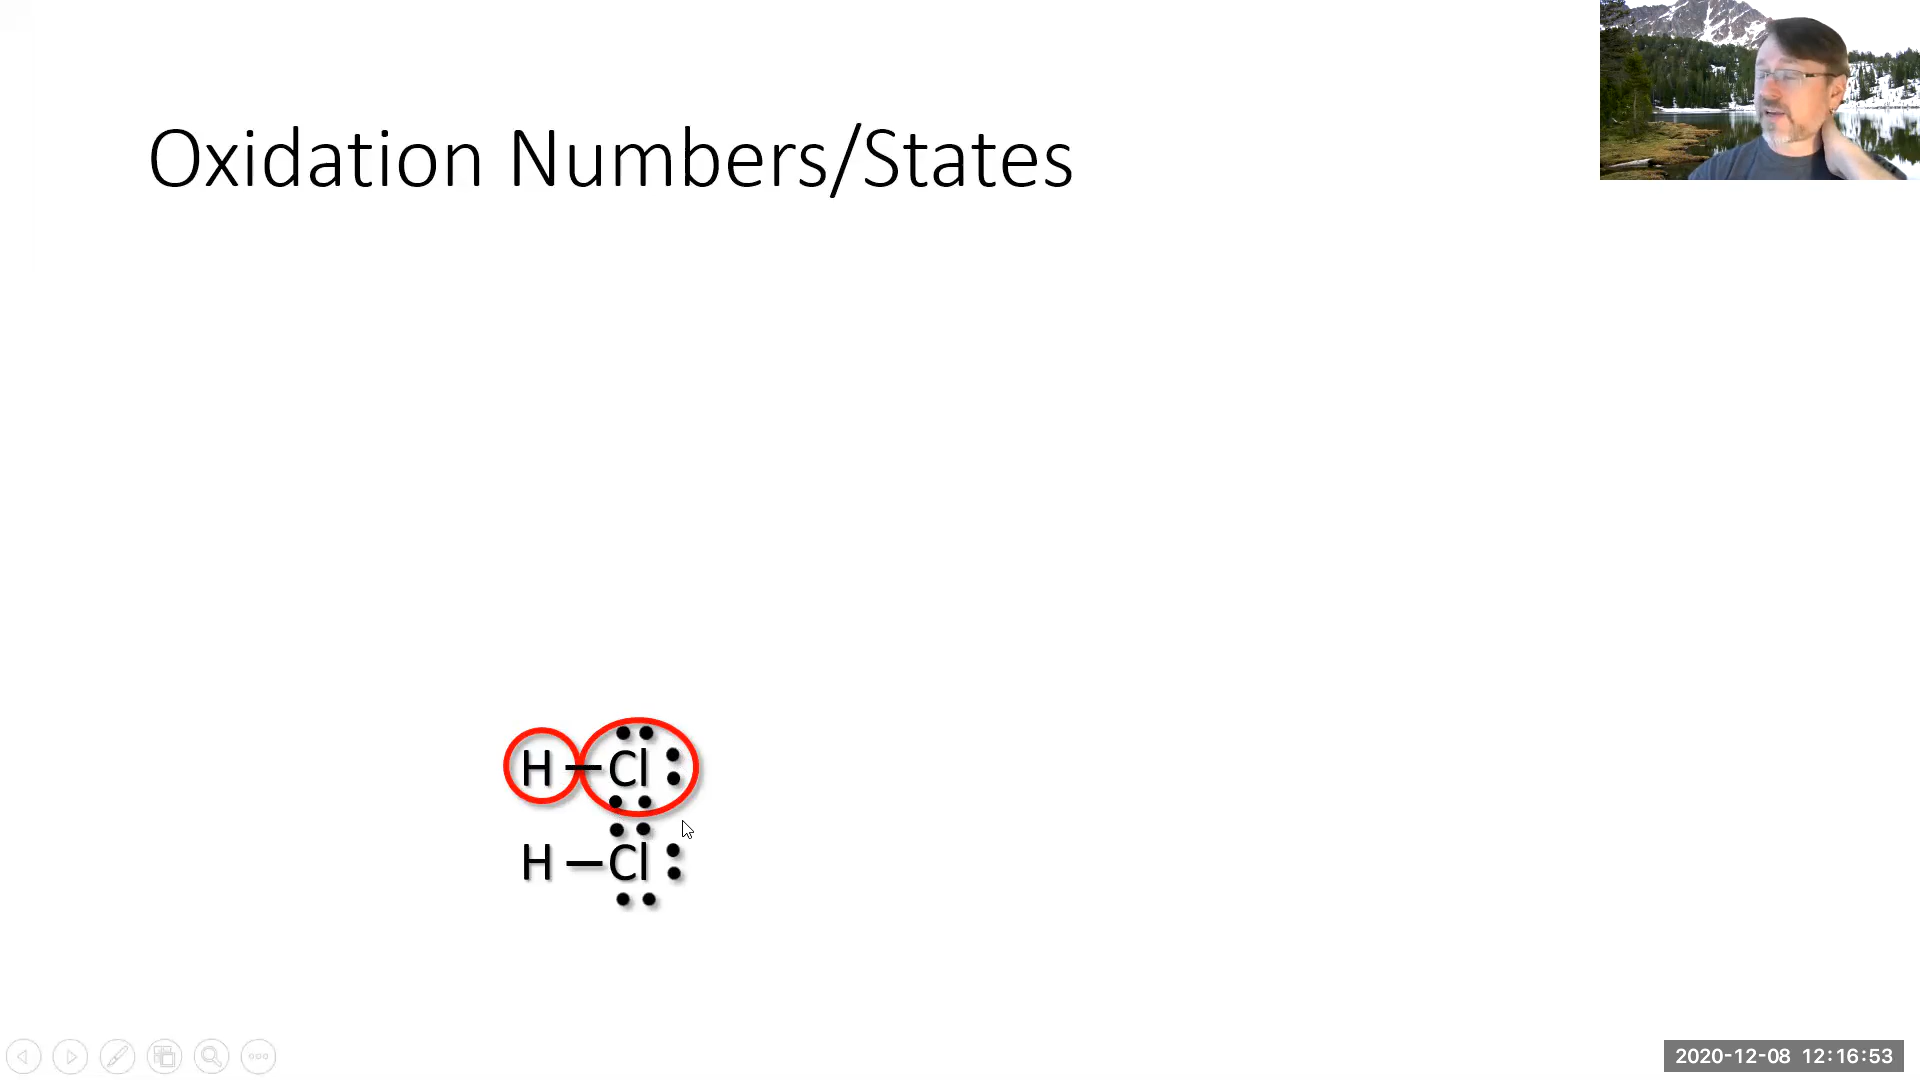 Oxidation Numbers/States
H — Cl
H — Cl
2020-12-08 12:16:53